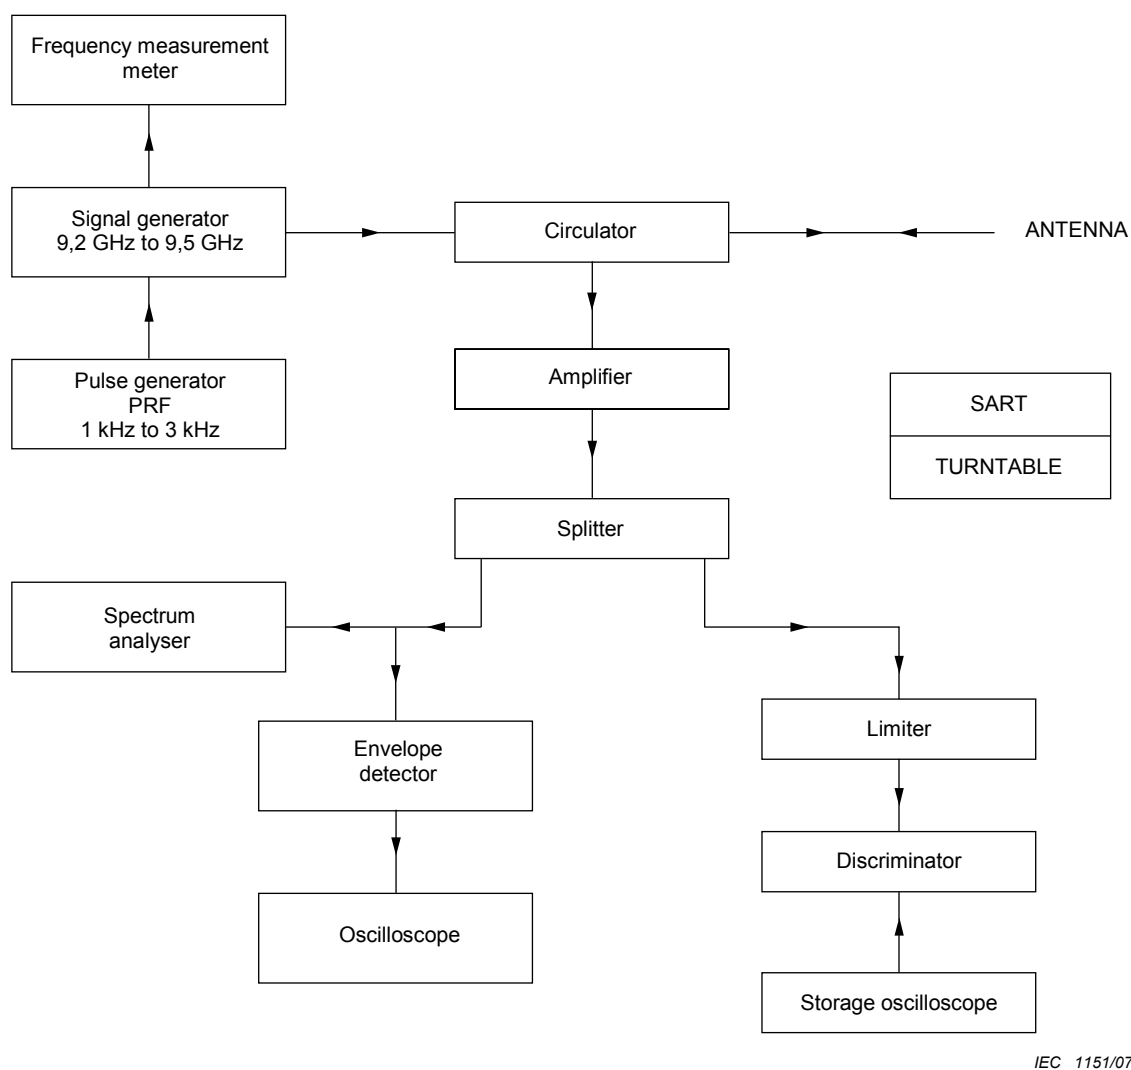 Frequency measurement
meter
Signal generator
9,2 GHz to 9,5 GHz
Circulator
ANTENNA
Pulse generator
PRF
1 kHz to 3 kHz
Amplifier
SART
TURNTABLE
Splitter
Spectrum
analyser
Limiter
Envelope
detector
Discriminator
Oscilloscope
Storage oscilloscope
IEC 1151/07